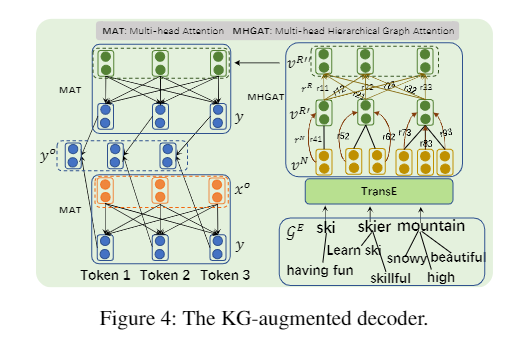 MAT: Multi-head Attention MHGAT: Multi-head Hierarchical Graph Attention
v^{R''}
MAT
MHGAT
r^R r11 r22 r23 r32 r33
y
v^{R'}
r^N r41 r52 r62 r73 r83 r93
y^o
v^N
x^o
TransE
MAT
𝒢^E ski skier mountain
y
Learn ski snowy beautiful
Token 1 Token 2 Token 3
having fun skillful high
Figure 4: The KG-augmented decoder.